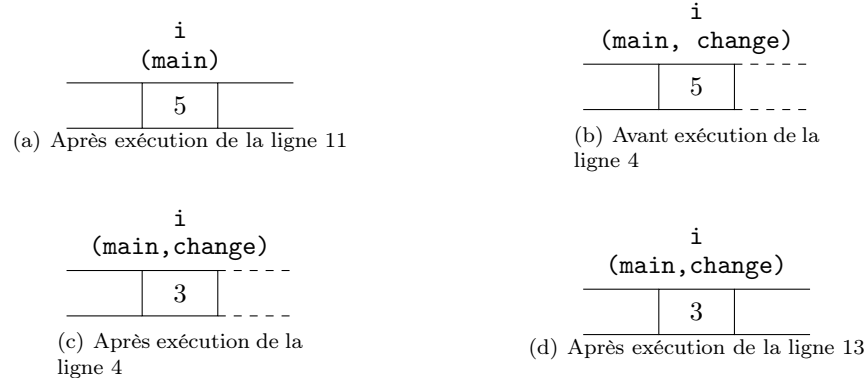 i
(main)
5
(a) Après exécution de la ligne 11
i
(main, change)
5
(b) Avant exécution de la
ligne 4
i
(main,change)
3
(c) Après exécution de la
ligne 4
i
(main,change)
3
(d) Après exécution de la ligne 13